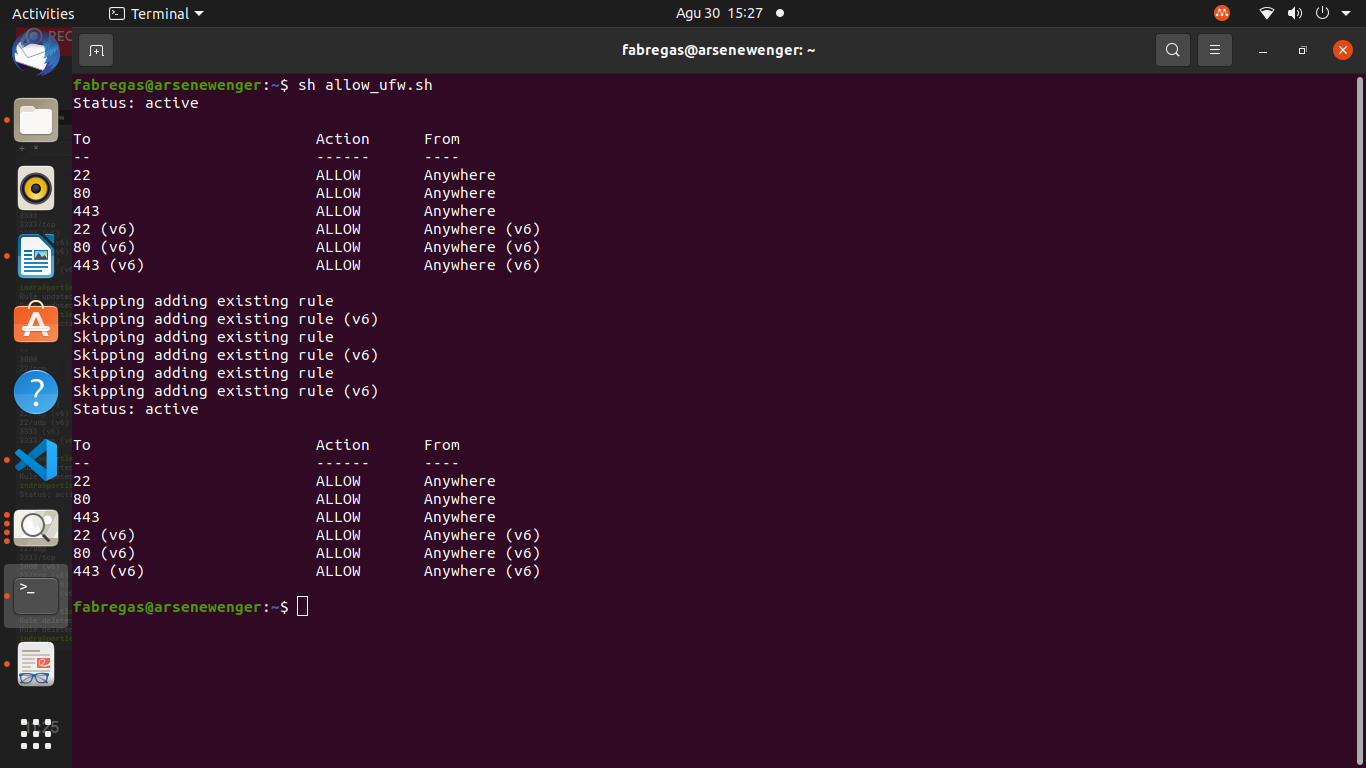 Activities
Terminal
Agu 30 15:27
REC
fabregas@arsenewenger: ~
fabregas@arsenewenger:~$ sh allow_ufw.sh
Status: active
To Action From
-- ------ ----
22 ALLOW Anywhere
80 ALLOW Anywhere
443 ALLOW Anywhere
22 (v6) ALLOW Anywhere (v6)
80 (v6) ALLOW Anywhere (v6)
443 (v6) ALLOW Anywhere (v6)
Skipping adding existing rule
Skipping adding existing rule (v6)
Skipping adding existing rule
Skipping adding existing rule (v6)
Skipping adding existing rule
Skipping adding existing rule (v6)
Status: active
To Action From
-- ------ ----
22 ALLOW Anywhere
80 ALLOW Anywhere
443 ALLOW Anywhere
22 (v6) ALLOW Anywhere (v6)
80 (v6) ALLOW Anywhere (v6)
443 (v6) ALLOW Anywhere (v6)
fabregas@arsenewenger:~$